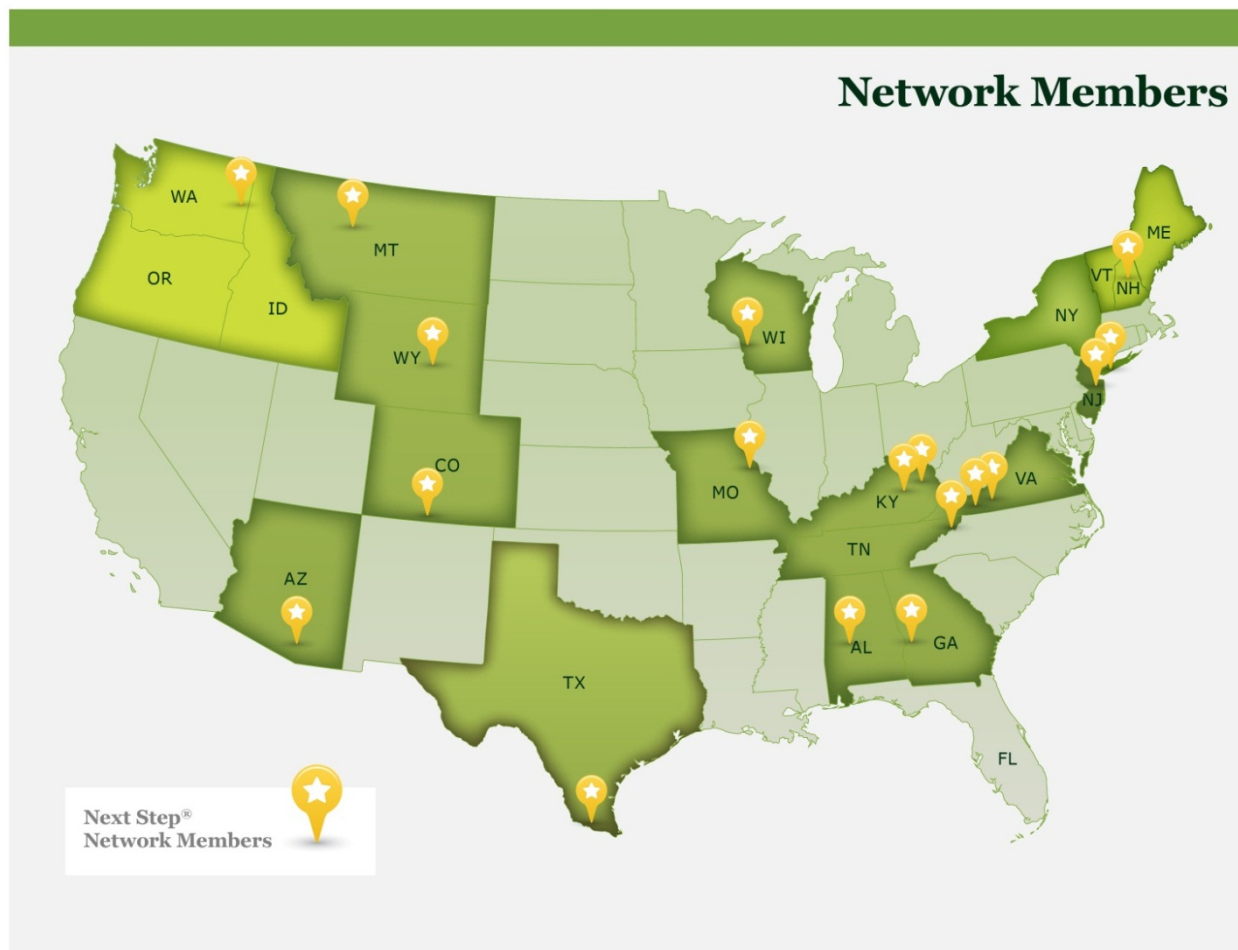 Network Members
WA
MT
ME
OR
VT
NH
ID
NY
WI
WY
NJ
CO
VA
MO
KY
TN
AZ
AL
GA
TX
FL
Next Step®
Network Members